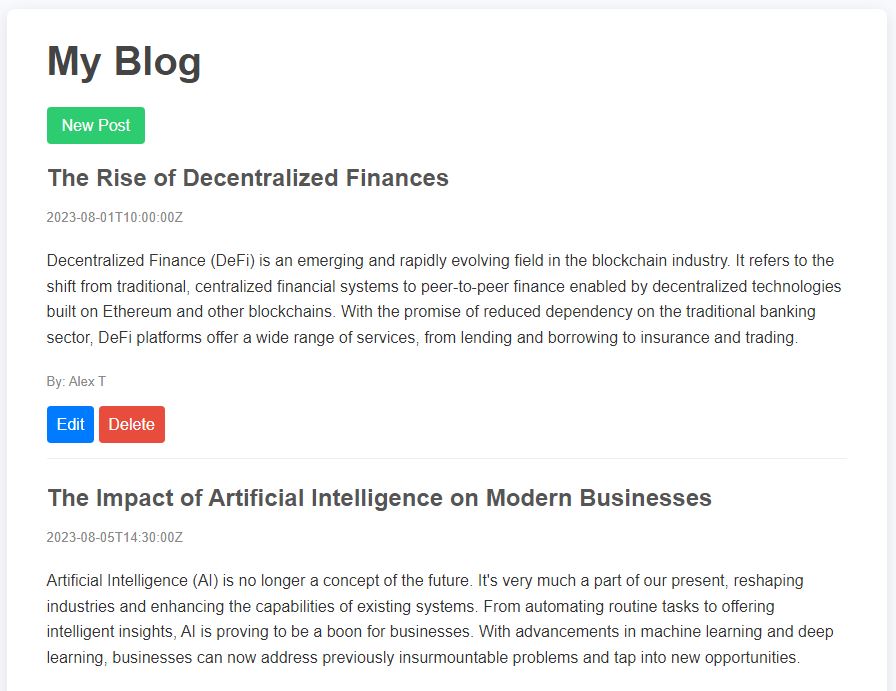 My Blog
New Post
The Rise of Decentralized Finances
2023-08-01T10:00:00Z
Decentralized Finance (DeFi) is an emerging and rapidly evolving field in the blockchain industry. It refers to the
shift from traditional, centralized financial systems to peer-to-peer finance enabled by decentralized technologies
built on Ethereum and other blockchains. With the promise of reduced dependency on the traditional banking
sector, DeFi platforms offer a wide range of services, from lending and borrowing to insurance and trading.
By: Alex T
Edit Delete
The Impact of Artificial Intelligence on Modern Businesses
2023-08-05T14:30:00Z
Artificial Intelligence (AI) is no longer a concept of the future. It's very much a part of our present, reshaping
industries and enhancing the capabilities of existing systems. From automating routine tasks to offering
intelligent insights, AI is proving to be a boon for businesses. With advancements in machine learning and deep
learning, businesses can now address previously insurmountable problems and tap into new opportunities.